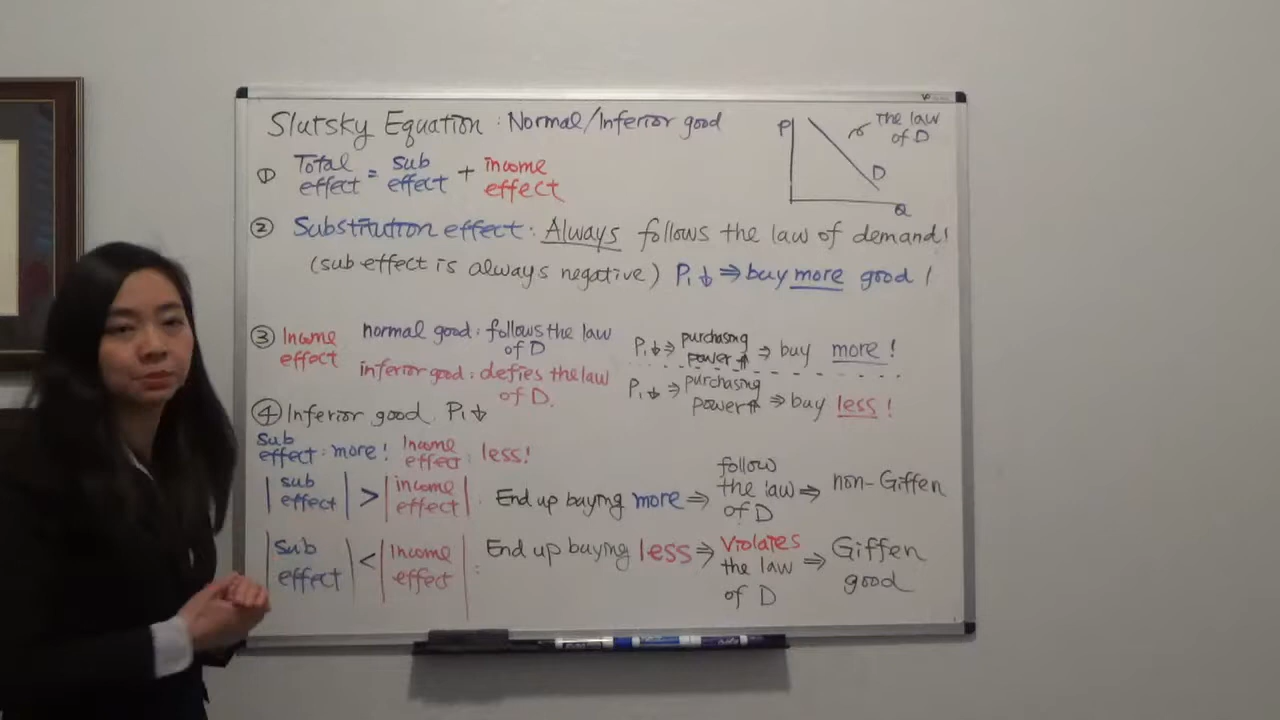 Slutsky Equation: Normal/Inferior good
① Total effect = sub effect + income effect
P
the law of D
D
Q
② Substitution effect: Always follows the law of demand!
(sub effect is always negative) P₁↓ ⇒ buy more good 1
③ Income effect
normal good: follows the law of D
P₁↓ ⇒ purchasing power↑ ⇒ buy more!
inferior good: defies the law of D.
P₁↓ ⇒ purchasing power↑ ⇒ buy less!
④ Inferior good P₁↓
sub effect: more! Income effect: less!
|sub effect| > |income effect|: End up buying more ⇒ follow the law of D ⇒ non-Giffen
|Sub effect| < |Income effect|: End up buying less ⇒ Violates the law of D ⇒ Giffen good